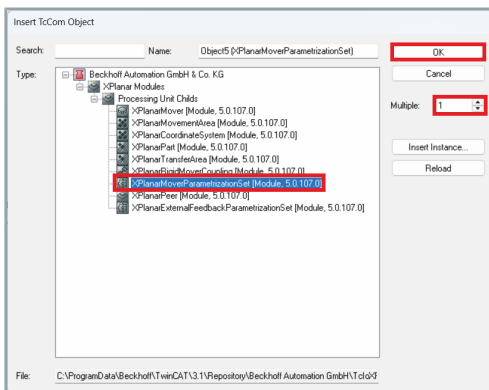 Insert TcCom Object
Search: Name: Object5 (XPlanarMoverParametrizationSet) OK
Type: Beckhoff Automation GmbH & Co. KG Cancel
XPlanar Modules
Processing Unit Childs
XPlanarMover [Module, 5.0.107.0] Multiple: 1
XPlanarMovementArea [Module, 5.0.107.0]
XPlanarCoordinateSystem [Module, 5.0.107.0]
XPlanarPart [Module, 5.0.107.0] Insert Instance...
XPlanarTransferArea [Module, 5.0.107.0]
XPlanarRigidMoverCoupling [Module, 5.0.107.0] Reload
XPlanarMoverParametrizationSet [Module, 5.0.107.0]
XPlanarPeer [Module, 5.0.107.0]
XPlanarExternalFeedbackParametrizationSet [Module, 5.0.107.0]
File: C:\ProgramData\Beckhoff\TwinCAT\3.1\Repository\Beckhoff Automation GmbH\TcIoXF